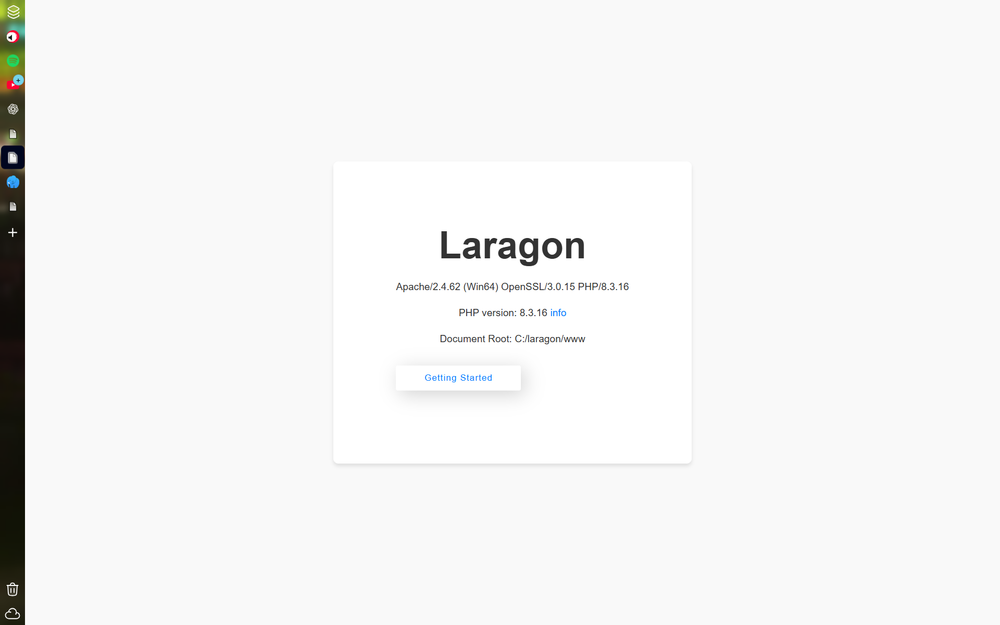 Laragon
Apache/2.4.62 (Win64) OpenSSL/3.0.15 PHP/8.3.16
PHP version: 8.3.16 info
Document Root: C:/laragon/www
Getting Started